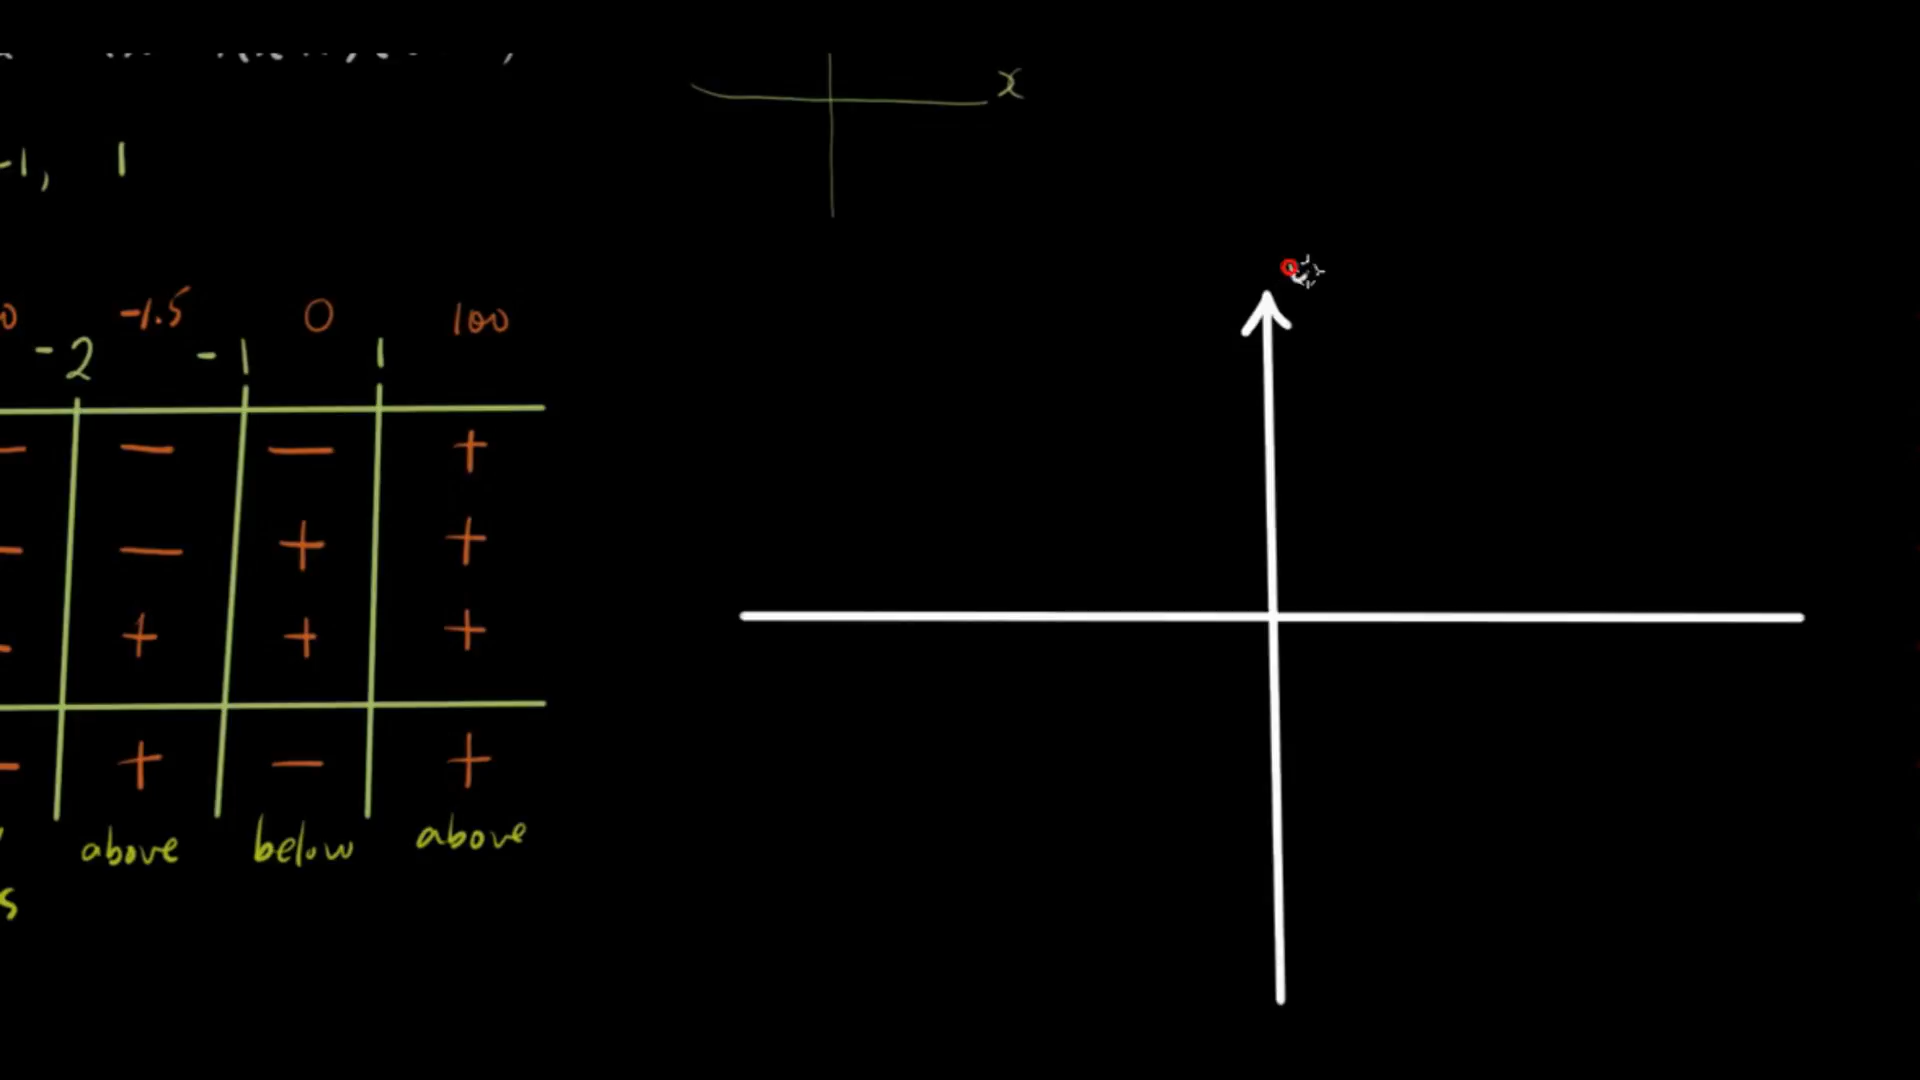 x
-1, 1
-1.5 0 100
-2 -1 1
- - +
- + +
+ + +
+ - +
above below above
s